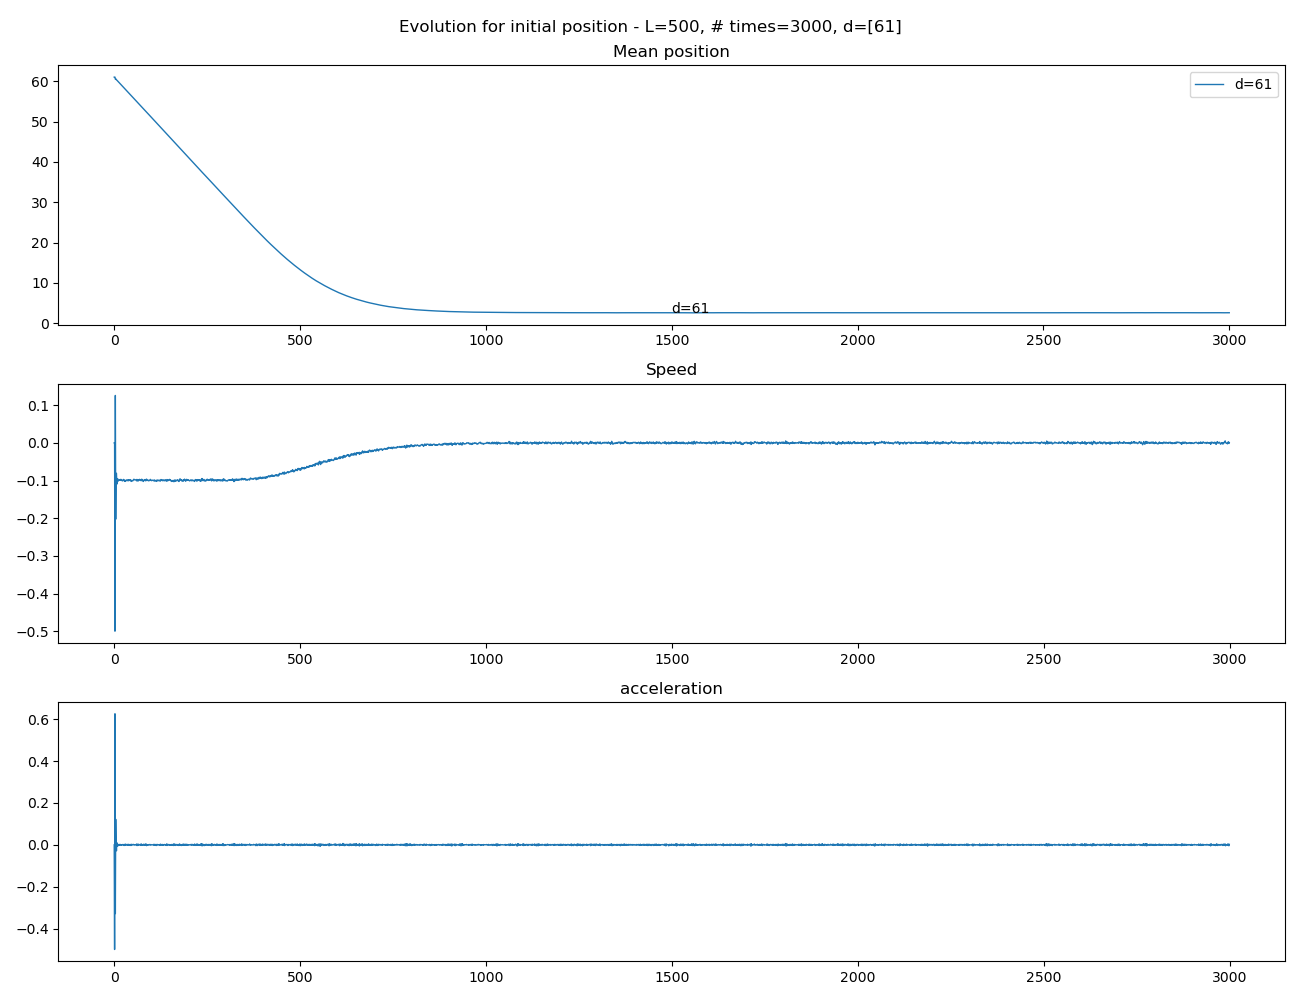 Evolution for initial position - L=500, # times=3000, d=[61]
Mean position
60
50
40
30
20
10
0
d=61
d=61
0 500 1000 1500 2000 2500 3000
Speed
0.1
0.0
−0.1
−0.2
−0.3
−0.4
−0.5
0 500 1000 1500 2000 2500 3000
acceleration
0.6
0.4
0.2
0.0
−0.2
−0.4
0 500 1000 1500 2000 2500 3000